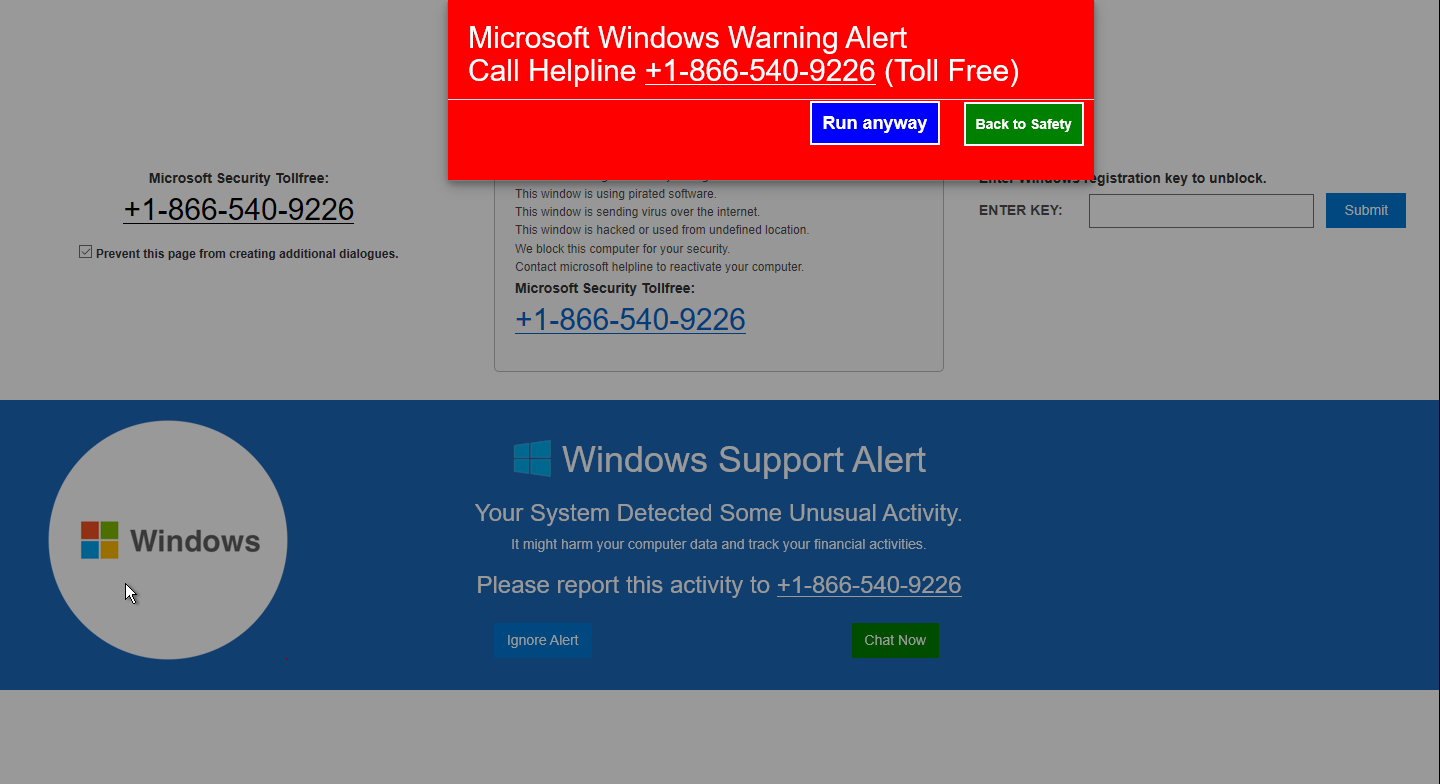 Microsoft Windows Warning Alert
Call Helpline +1-866-540-9226 (Toll Free)
Run anyway
Back to Safety
Microsoft Security Tollfree:
+1-866-540-9226
Prevent this page from creating additional dialogues.
This window is using pirated software.
This window is sending virus over the internet.
This window is hacked or used from undefined location.
We block this computer for your security.
Contact microsoft helpline to reactivate your computer.
Microsoft Security Tollfree:
+1-866-540-9226
Enter Windows registration key to unblock.
ENTER KEY:
Submit
Windows
Windows Support Alert
Your System Detected Some Unusual Activity.
It might harm your computer data and track your financial activities.
Please report this activity to +1-866-540-9226
Ignore Alert
Chat Now